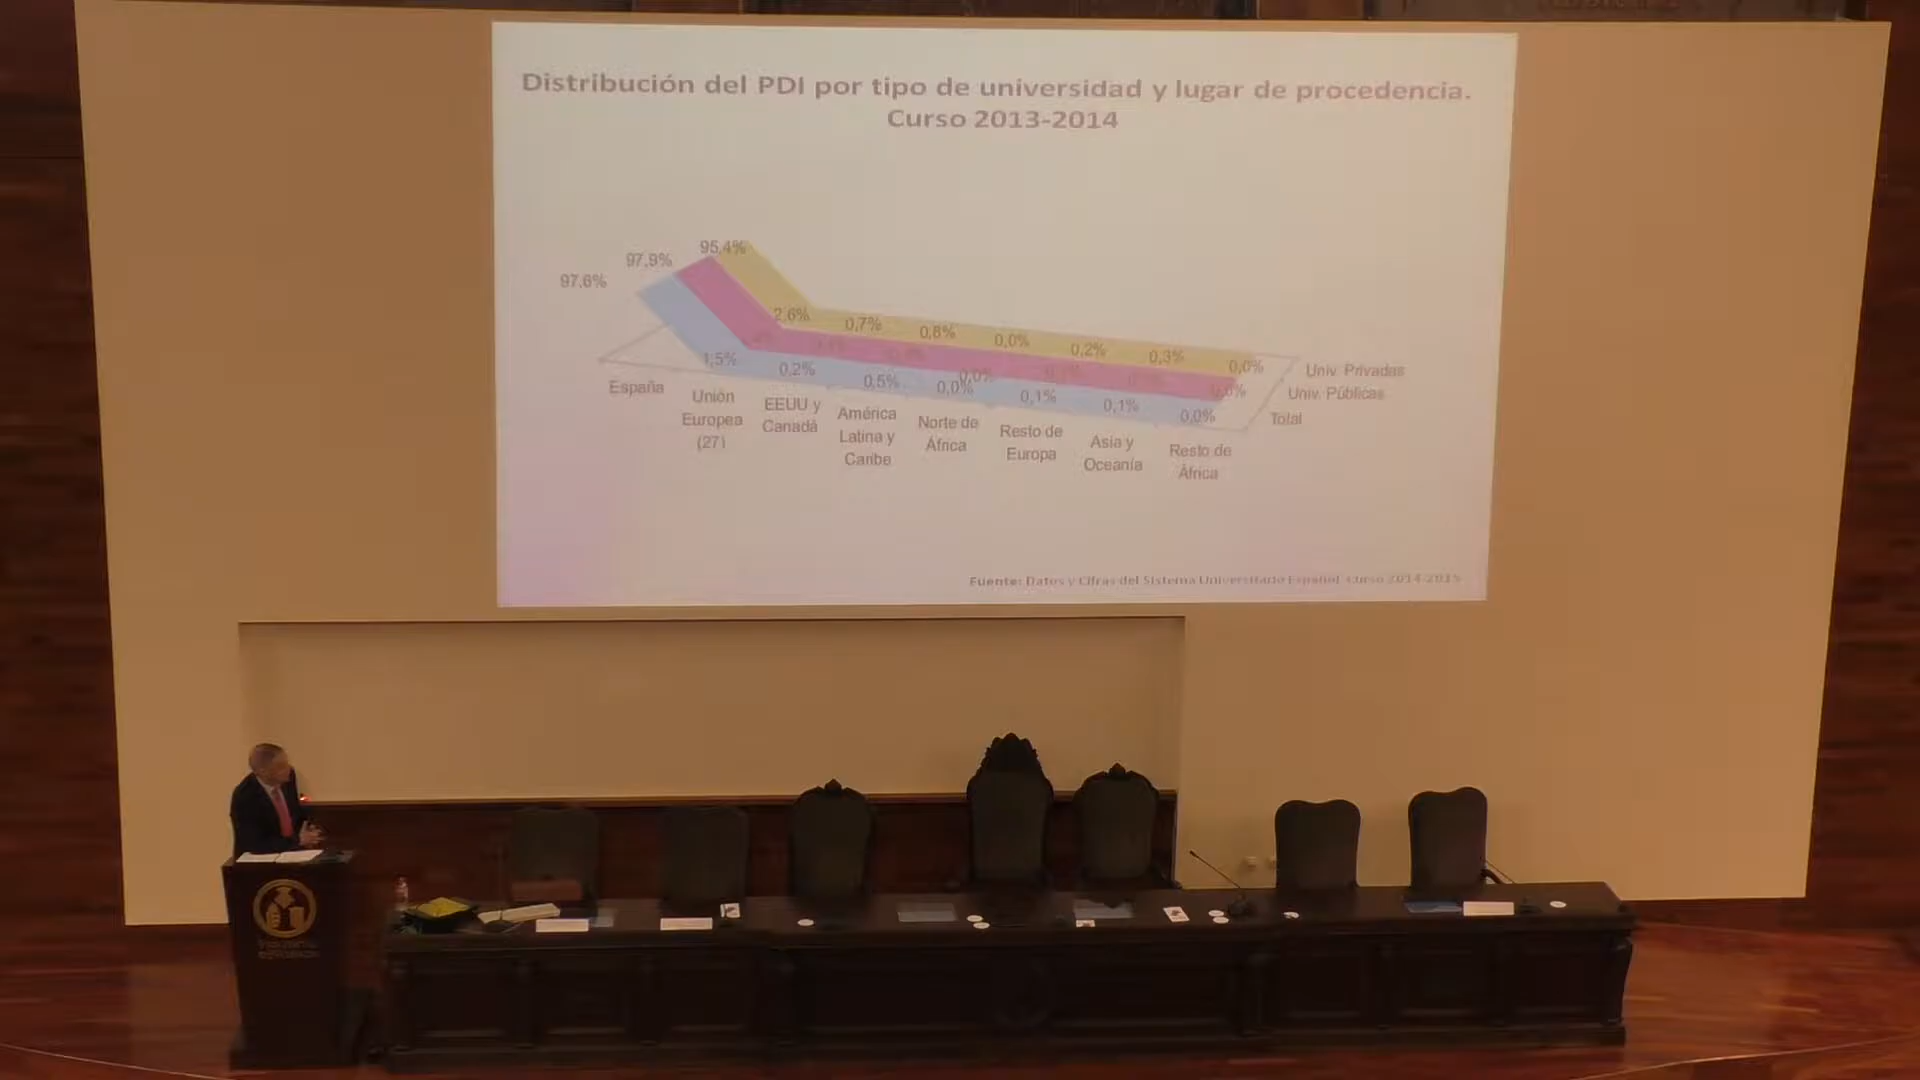 Distribución del PDI por tipo de universidad y lugar de procedencia.
Curso 2013-2014
95,4%
97,9%
97,6%
2,6%
0,7%
0,8%
0,0%
0,2%
0,3%
0,0%
1,5%
0,2%
0,5%
0,0%
0,0%
0,1%
0,1%
0,0%
Univ. Privadas
Univ. Públicas
Total
España
Unión
Europea
(27)
EEUU y
Canadá
América
Latina y
Caribe
Norte de
África
Resto de
Europa
Asia y
Oceanía
Resto de
África
Fuente: Datos y Cifras del Sistema Universitario Español. Curso 2014-2015